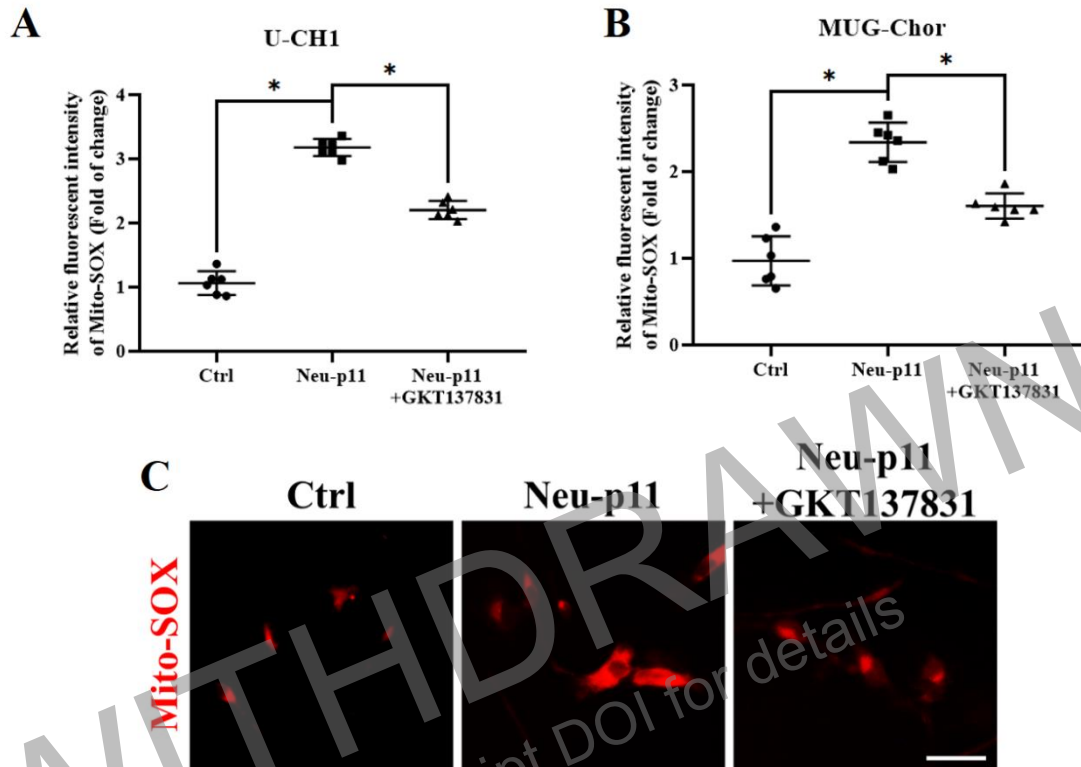 A
U-CH1
Relative fluorescent intensity
of Mito-SOX (Fold of change)
4
3
2
1
0
*
*
Ctrl
Neu-p11
Neu-p11
+GKT137831
B
MUG-Chor
Relative fluorescent intensity
of Mito-SOX (Fold of change)
3
2
1
0
*
*
Ctrl
Neu-p11
Neu-p11
+GKT137831
C
Ctrl
Neu-p11
Neu-p11
+GKT137831
Mito-SOX
WITHDRAWN
DOI for details